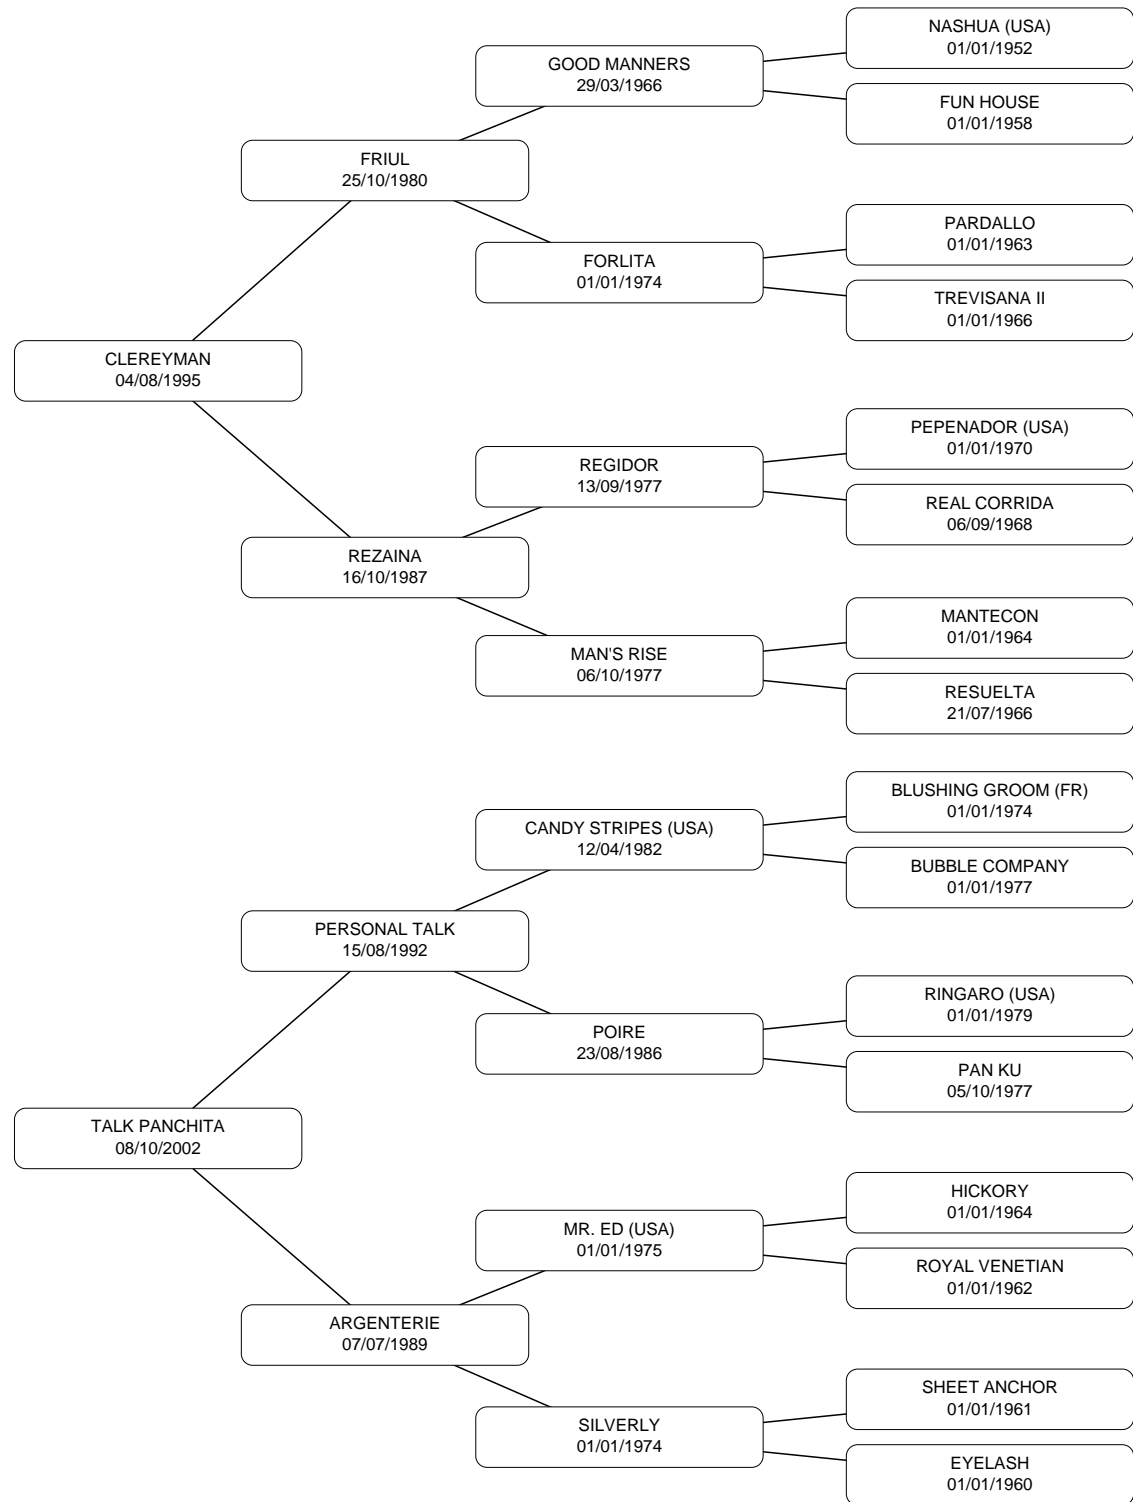 NASHUA (USA)
01/01/1952
GOOD MANNERS
29/03/1966
FUN HOUSE
01/01/1958
FRIUL
25/10/1980
PARDALLO
01/01/1963
FORLITA
01/01/1974
TREVISANA II
01/01/1966
CLEREYMAN
04/08/1995
PEPENADOR (USA)
01/01/1970
REGIDOR
13/09/1977
REAL CORRIDA
06/09/1968
REZAINA
16/10/1987
MANTECON
01/01/1964
MAN'S RISE
06/10/1977
RESUELTA
21/07/1966
BLUSHING GROOM (FR)
01/01/1974
CANDY STRIPES (USA)
12/04/1982
BUBBLE COMPANY
01/01/1977
PERSONAL TALK
15/08/1992
RINGARO (USA)
01/01/1979
POIRE
23/08/1986
PAN KU
05/10/1977
TALK PANCHITA
08/10/2002
HICKORY
01/01/1964
MR. ED (USA)
01/01/1975
ROYAL VENETIAN
01/01/1962
ARGENTERIE
07/07/1989
SHEET ANCHOR
01/01/1961
SILVERLY
01/01/1974
EYELASH
01/01/1960